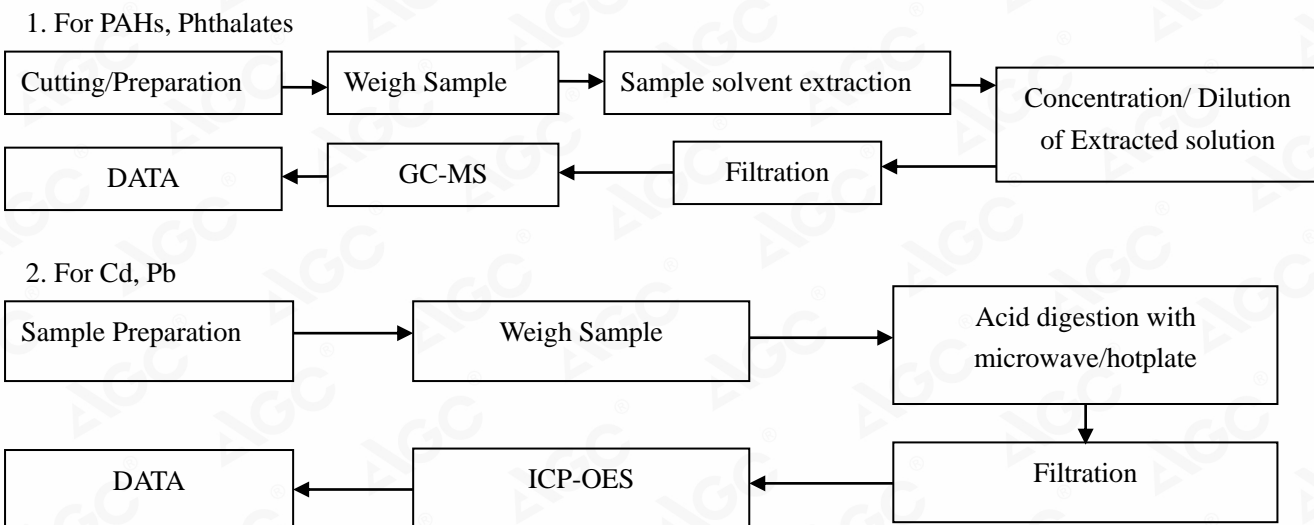 1. For PAHs, Phthalates
Cutting/Preparation
Weigh Sample
Sample solvent extraction
Concentration/ Dilution
of Extracted solution
Filtration
GC-MS
DATA
2. For Cd, Pb
Sample Preparation
Weigh Sample
Acid digestion with
microwave/hotplate
Filtration
ICP-OES
DATA